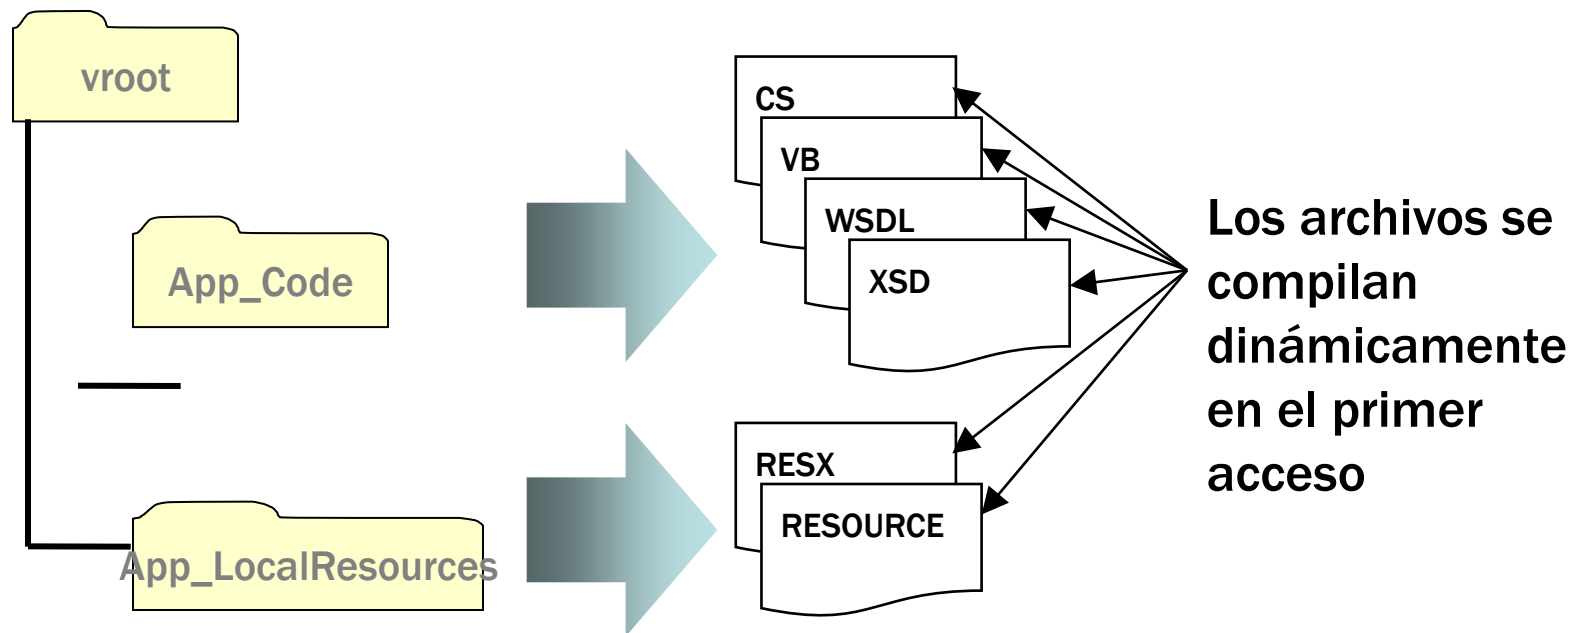 vroot
App_Code
App_LocalResources
CS
VB
WSDL
XSD
RESX
RESOURCE
Los archivos se
compilan
dinámicamente
en el primer
acceso